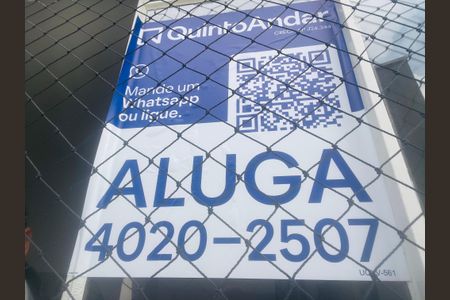 QuintoAndar
Mande um
Whatsapp
ou ligue.
ALUGA
4020-2507